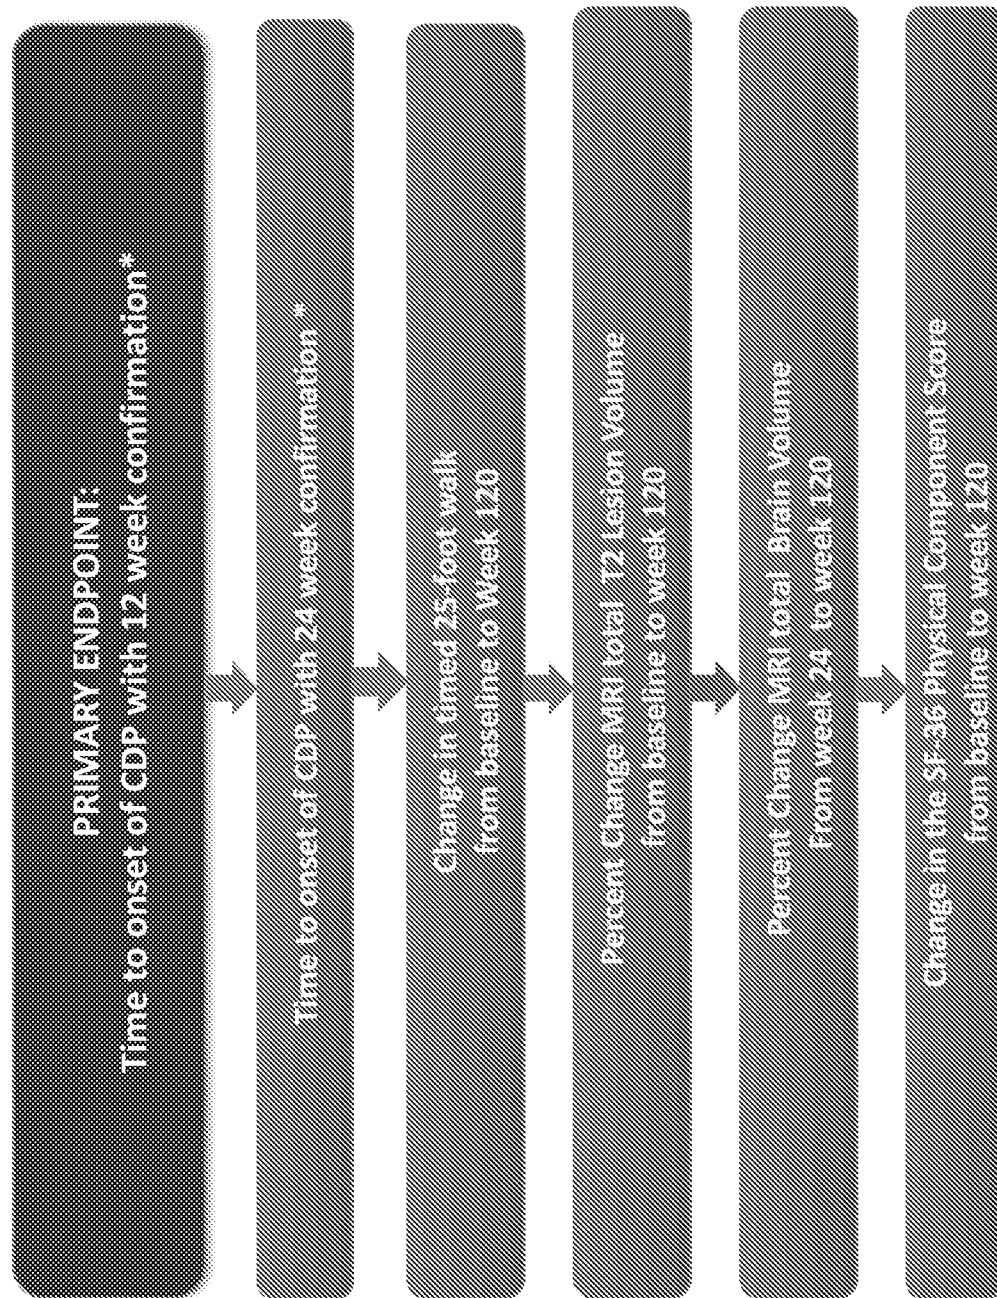 PRIMARY ENDPOINT:
Time to onset of CDP with 12 week confirmation*
Time to onset of CDP with 24 week confirmation *
Change in timed 25-foot walk
from baseline to Week 120
Percent Change MRI total T2 Lesion Volume
from baseline to week 120
Percent Change MRI total Brain Volume
From week 24 to week 120
Change in the SF-36 Physical Component Score
from baseline to week 120